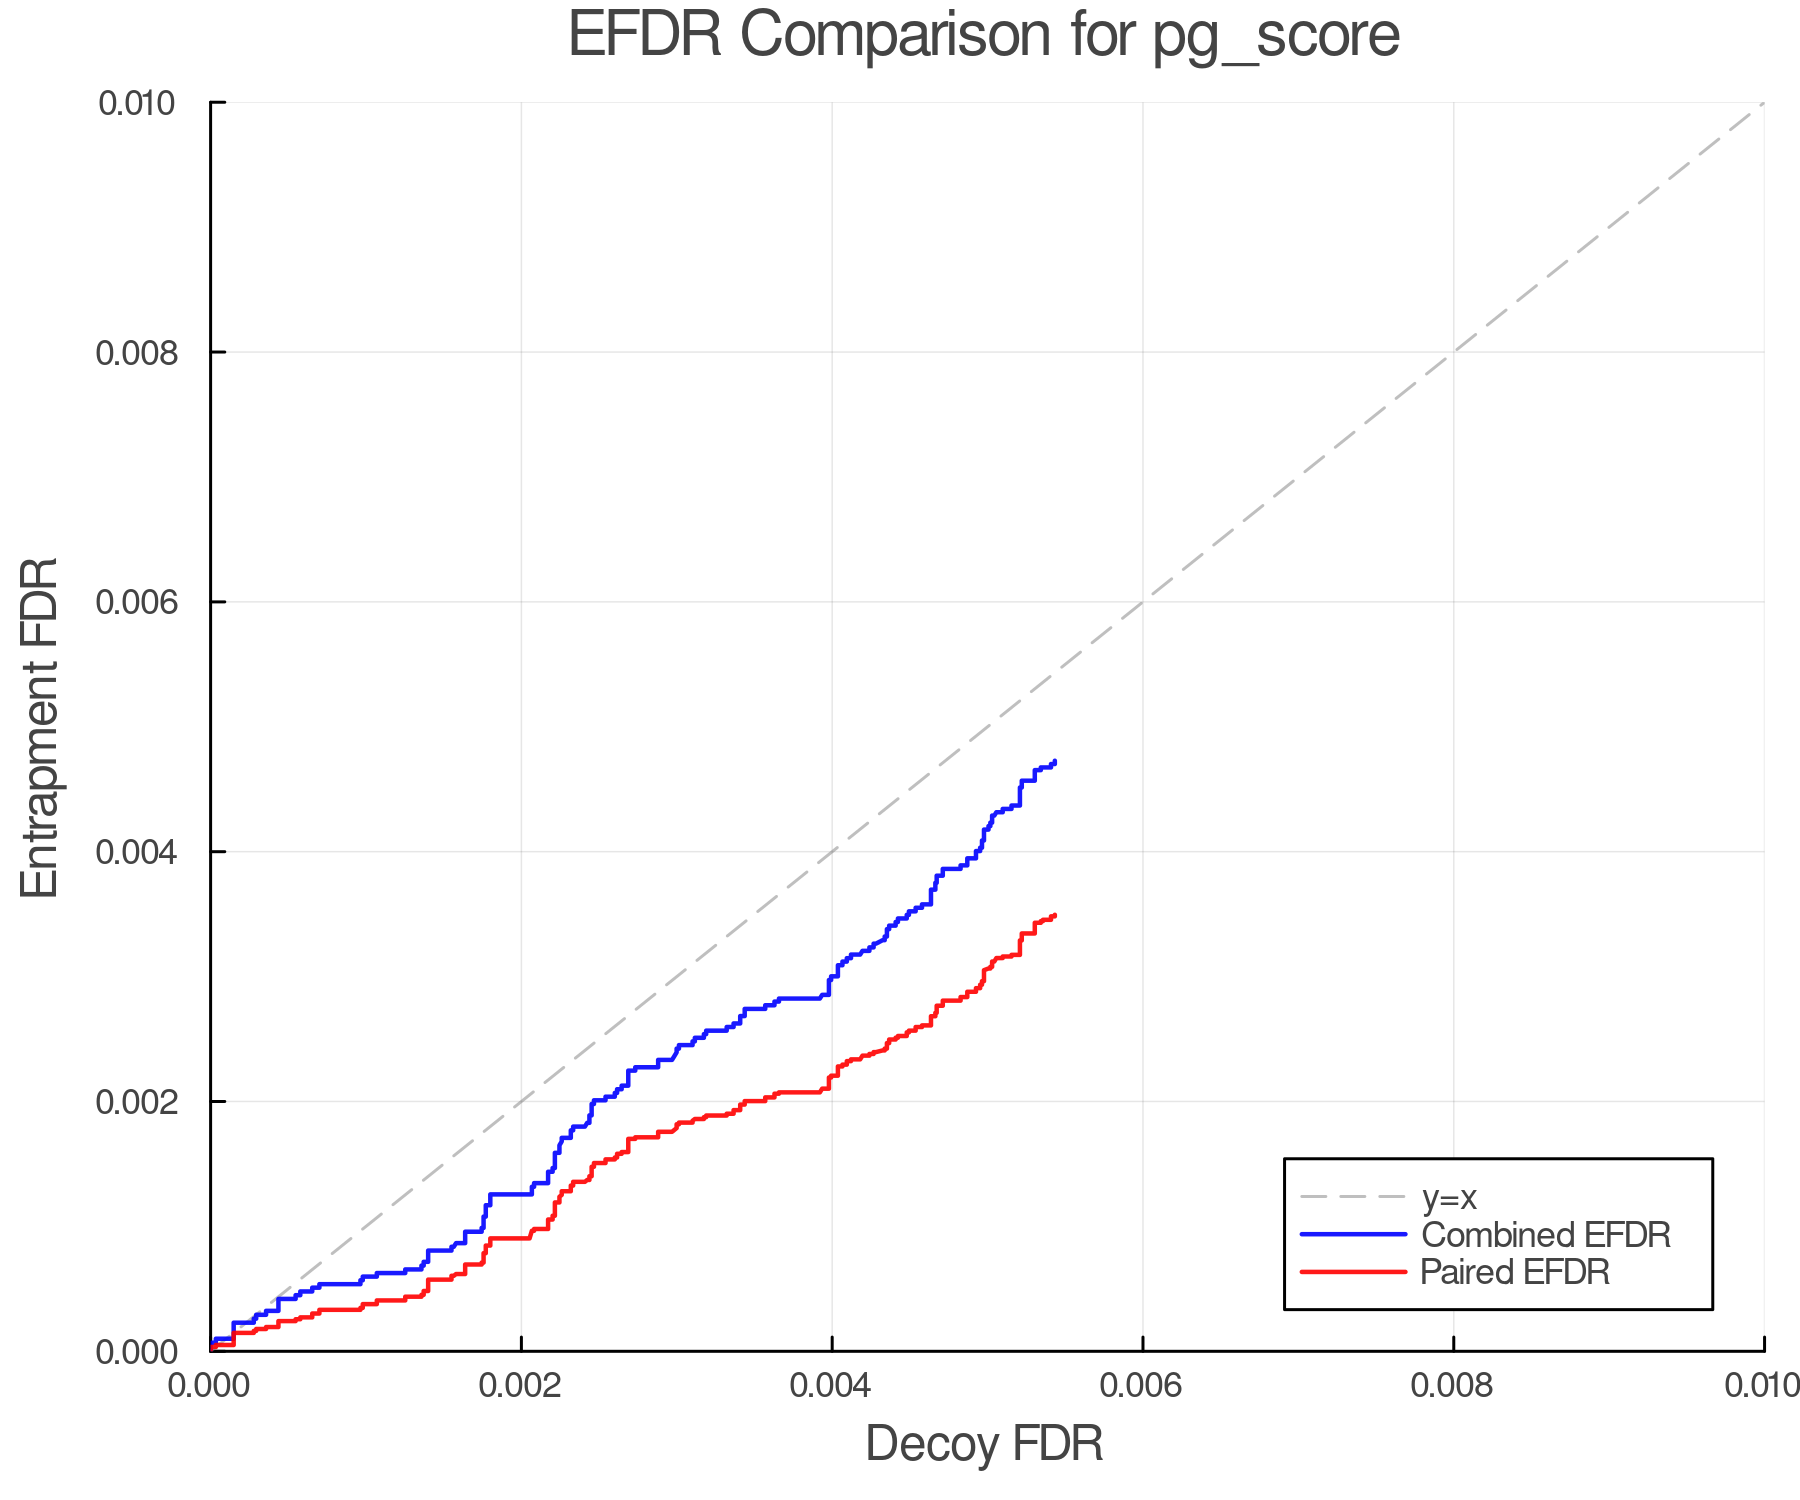 EFDR Comparison for pg_score
0.010
0.008
0.006
0.004
0.002
0.000
Entrapment FDR
y=x
Combined EFDR
Paired EFDR
0.000 0.002 0.004 0.006 0.008 0.010
Decoy FDR